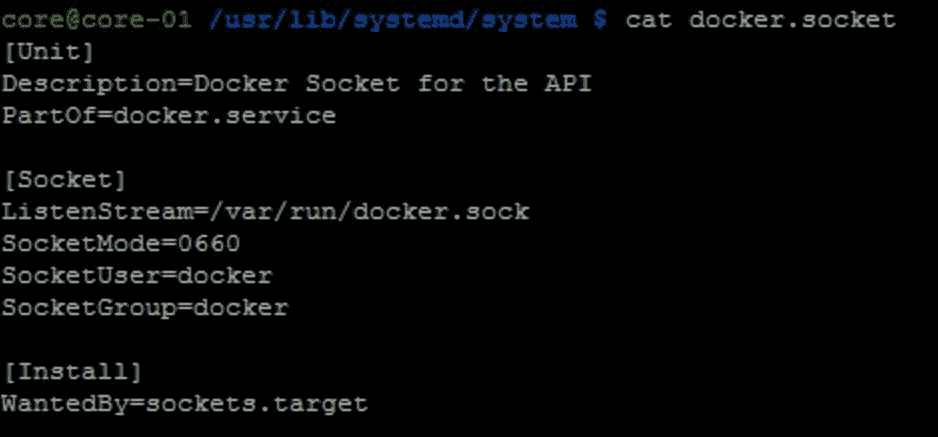 core@core-01 /usr/lib/systemd/system $ cat docker.socket
[Unit]
Description=Docker Socket for the API
PartOf=docker.service
[Socket]
ListenStream=/var/run/docker.sock
SocketMode=0660
SocketUser=docker
SocketGroup=docker
[Install]
WantedBy=sockets.target